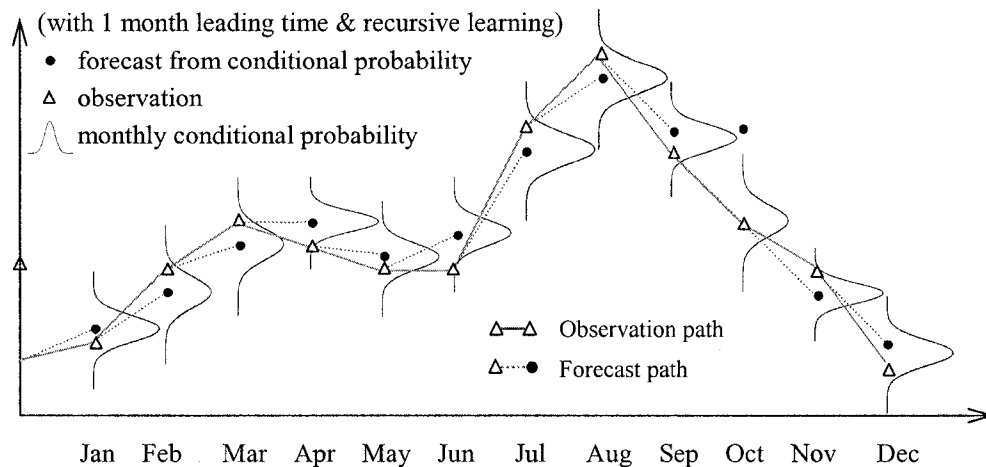 (with 1 month leading time & recursive learning)
forecast from conditional probability
observation
monthly conditional probability
Observation path
Forecast path
Jan Feb Mar Apr May Jun Jul Aug Sep Oct Nov Dec